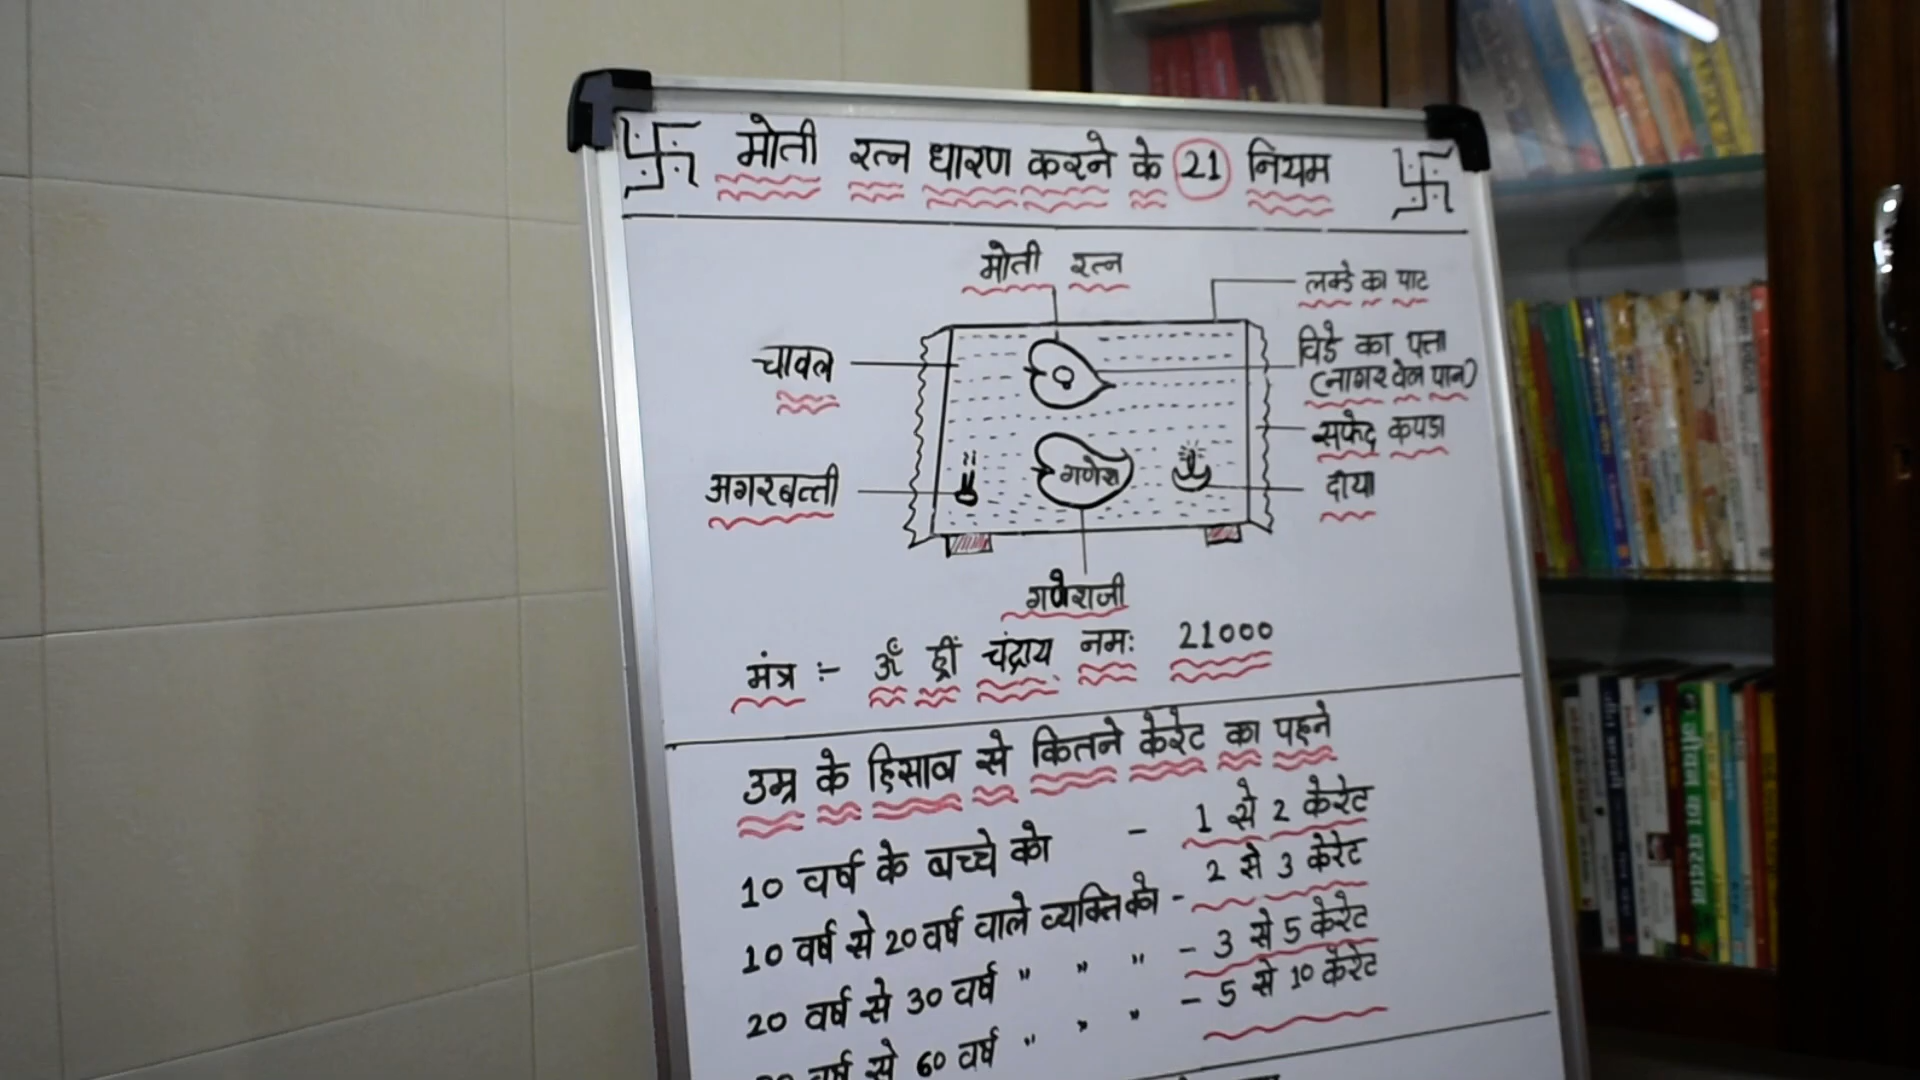 मोती रत्न धारण करने के 21 नियम
मोती रत्न
लकडे का पाट
चावल
विडे का पत्ता
(नागर वेल पान)
सफेद कपडा
गणेश
अगरबत्ती
दीया
गणेशजी
मंत्र :- ॐ ह्रीं चंद्राय नमः 21000
उम्र के हिसाब से कितने केरेट का पहने
10 वर्ष के बच्चे को - 1 से 2 केरेट
10 वर्ष से 20 वर्ष वाले व्यक्ति को - 2 से 3 केरेट
20 वर्ष से 30 वर्ष " " " - 3 से 5 केरेट
वर्ष से 60 वर्ष " " " - 5 से 10 केरेट